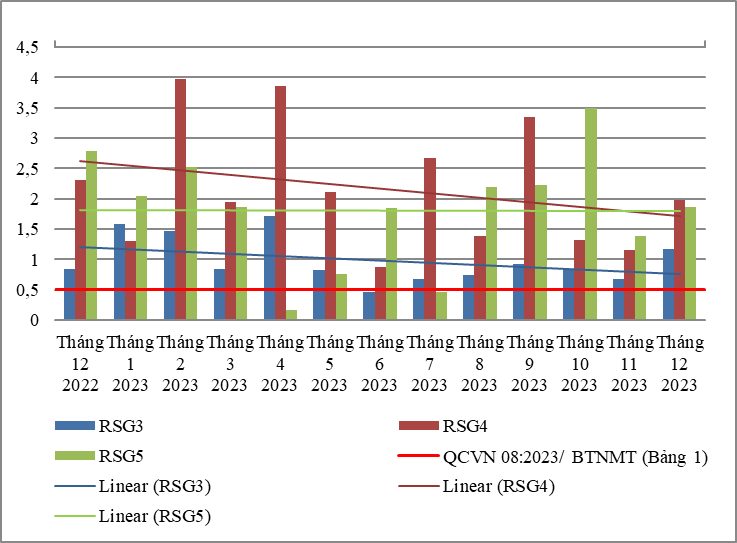 4,5
4
3,5
3
2,5
2
1,5
1
0,5
0
Tháng Tháng Tháng Tháng Tháng Tháng Tháng Tháng Tháng Tháng Tháng Tháng Tháng
12 1 2 3 4 5 6 7 8 9 10 11 12
2022 2023 2023 2023 2023 2023 2023 2023 2023 2023 2023 2023 2023
RSG3 RSG4
RSG5 QCVN 08:2023/ BTNMT (Bảng 1)
Linear (RSG3) Linear (RSG4)
Linear (RSG5)